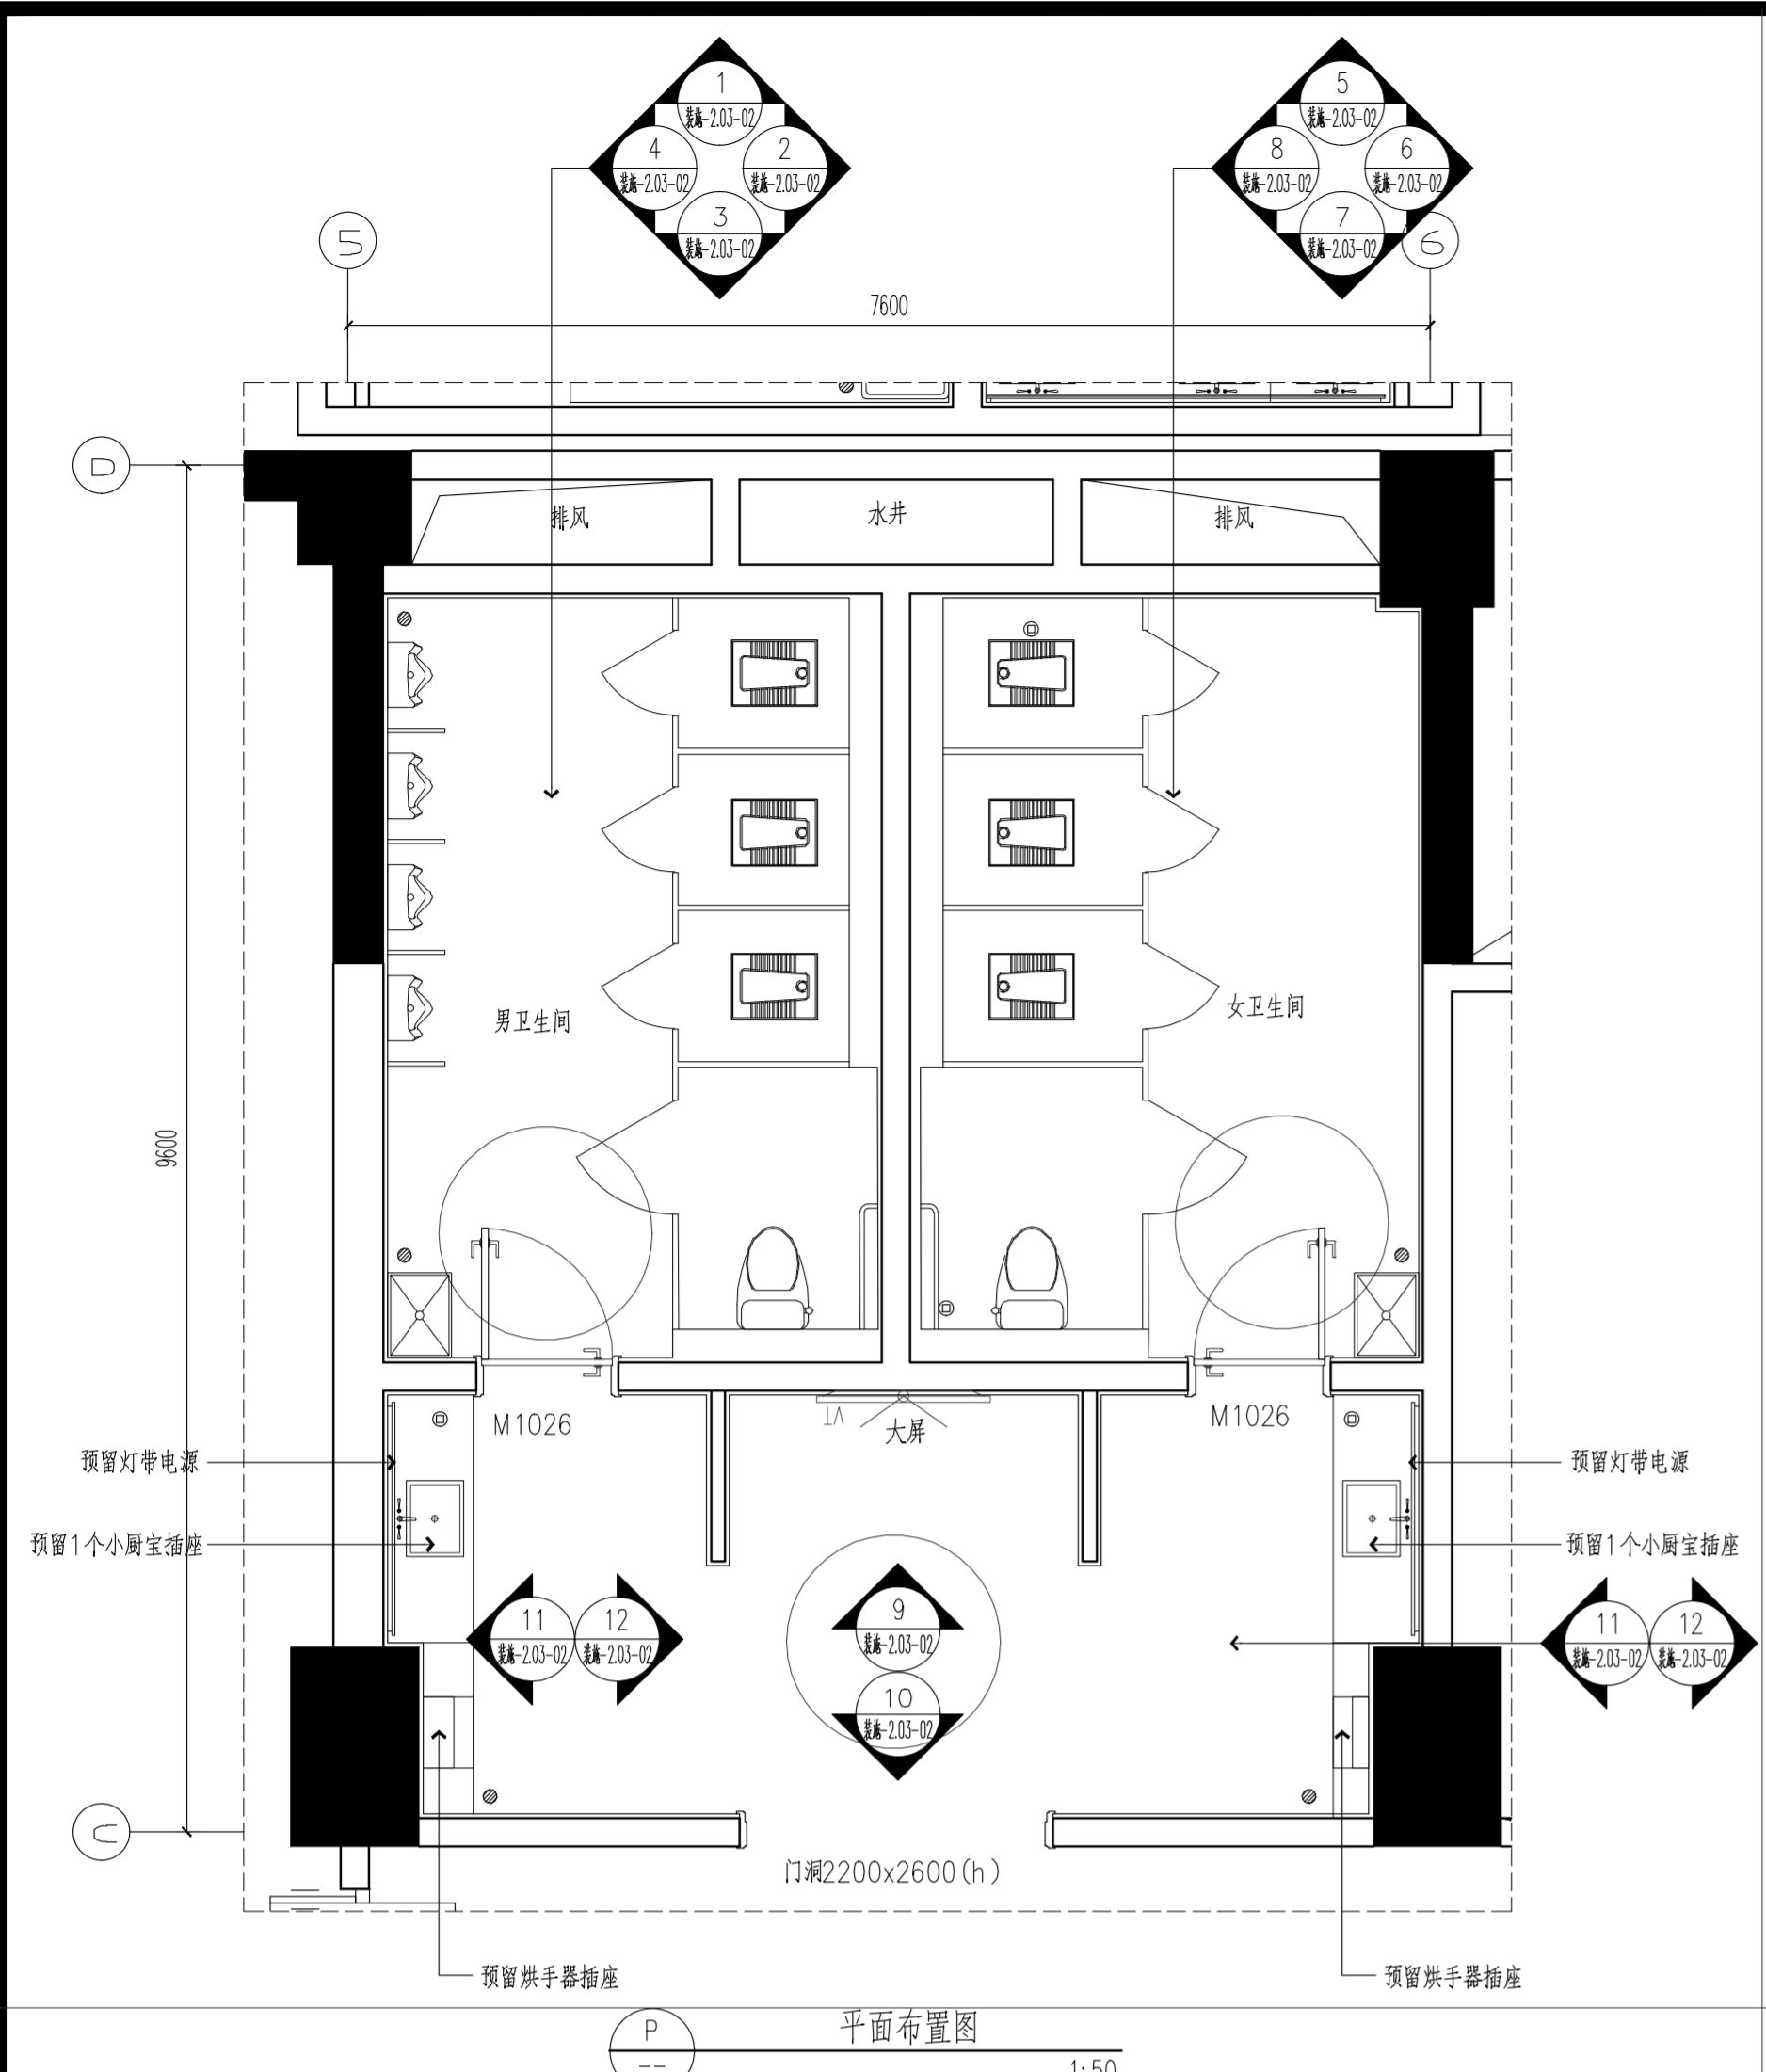 1
装施-2.03-02
4
装施-2.03-02
2
装施-2.03-02
3
装施-2.03-02
5
装施-2.03-02
8
装施-2.03-02
6
装施-2.03-02
7
装施-2.03-02
5
6
7600
D
排风
水井
排风
男卫生间
女卫生间
9600
M1026
TV
大屏
M1026
预留灯带电源
预留灯带电源
预留1个小厨宝插座
预留1个小厨宝插座
11
装施-2.03-02
12
装施-2.03-02
9
装施-2.03-02
10
装施-2.03-02
11
装施-2.03-02
12
装施-2.03-02
C
门洞2200x2600(h)
预留烘手器插座
预留烘手器插座
P
--
平面布置图
1:50